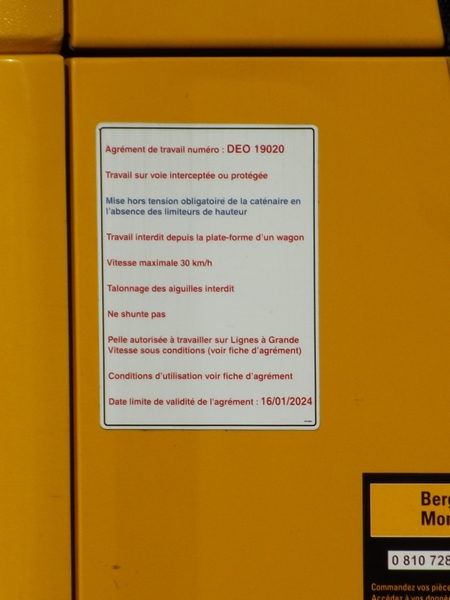 Agrément de travail numéro : DEO 19020
Travail sur voie interceptée ou protégée
Mise hors tension obligatoire de la caténaire en
l'absence des limiteurs de hauteur
Travail interdit depuis la plate-forme d'un wagon
Vitesse maximale 30 km/h
Talonnage des aiguilles interdit
Ne shunte pas
Pelle autorisée à travailler sur Lignes à Grande
Vitesse sous conditions (voir fiche d'agrément)
Conditions d'utilisation voir fiche d'agrément
Date limite de validité de l'agrément : 16/01/2024
Berg
Mon
0 810 728
Commandez vos pièce
Accédez à vos donnée